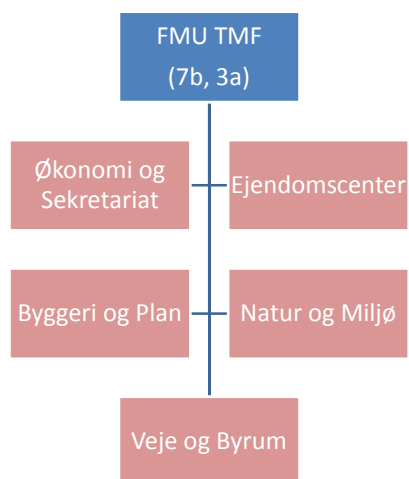 FMU TMF
(7b, 3a)
Økonomi og
Sekretariat
Ejendomscenter
Byggeri og Plan
Natur og Miljø
Veje og Byrum